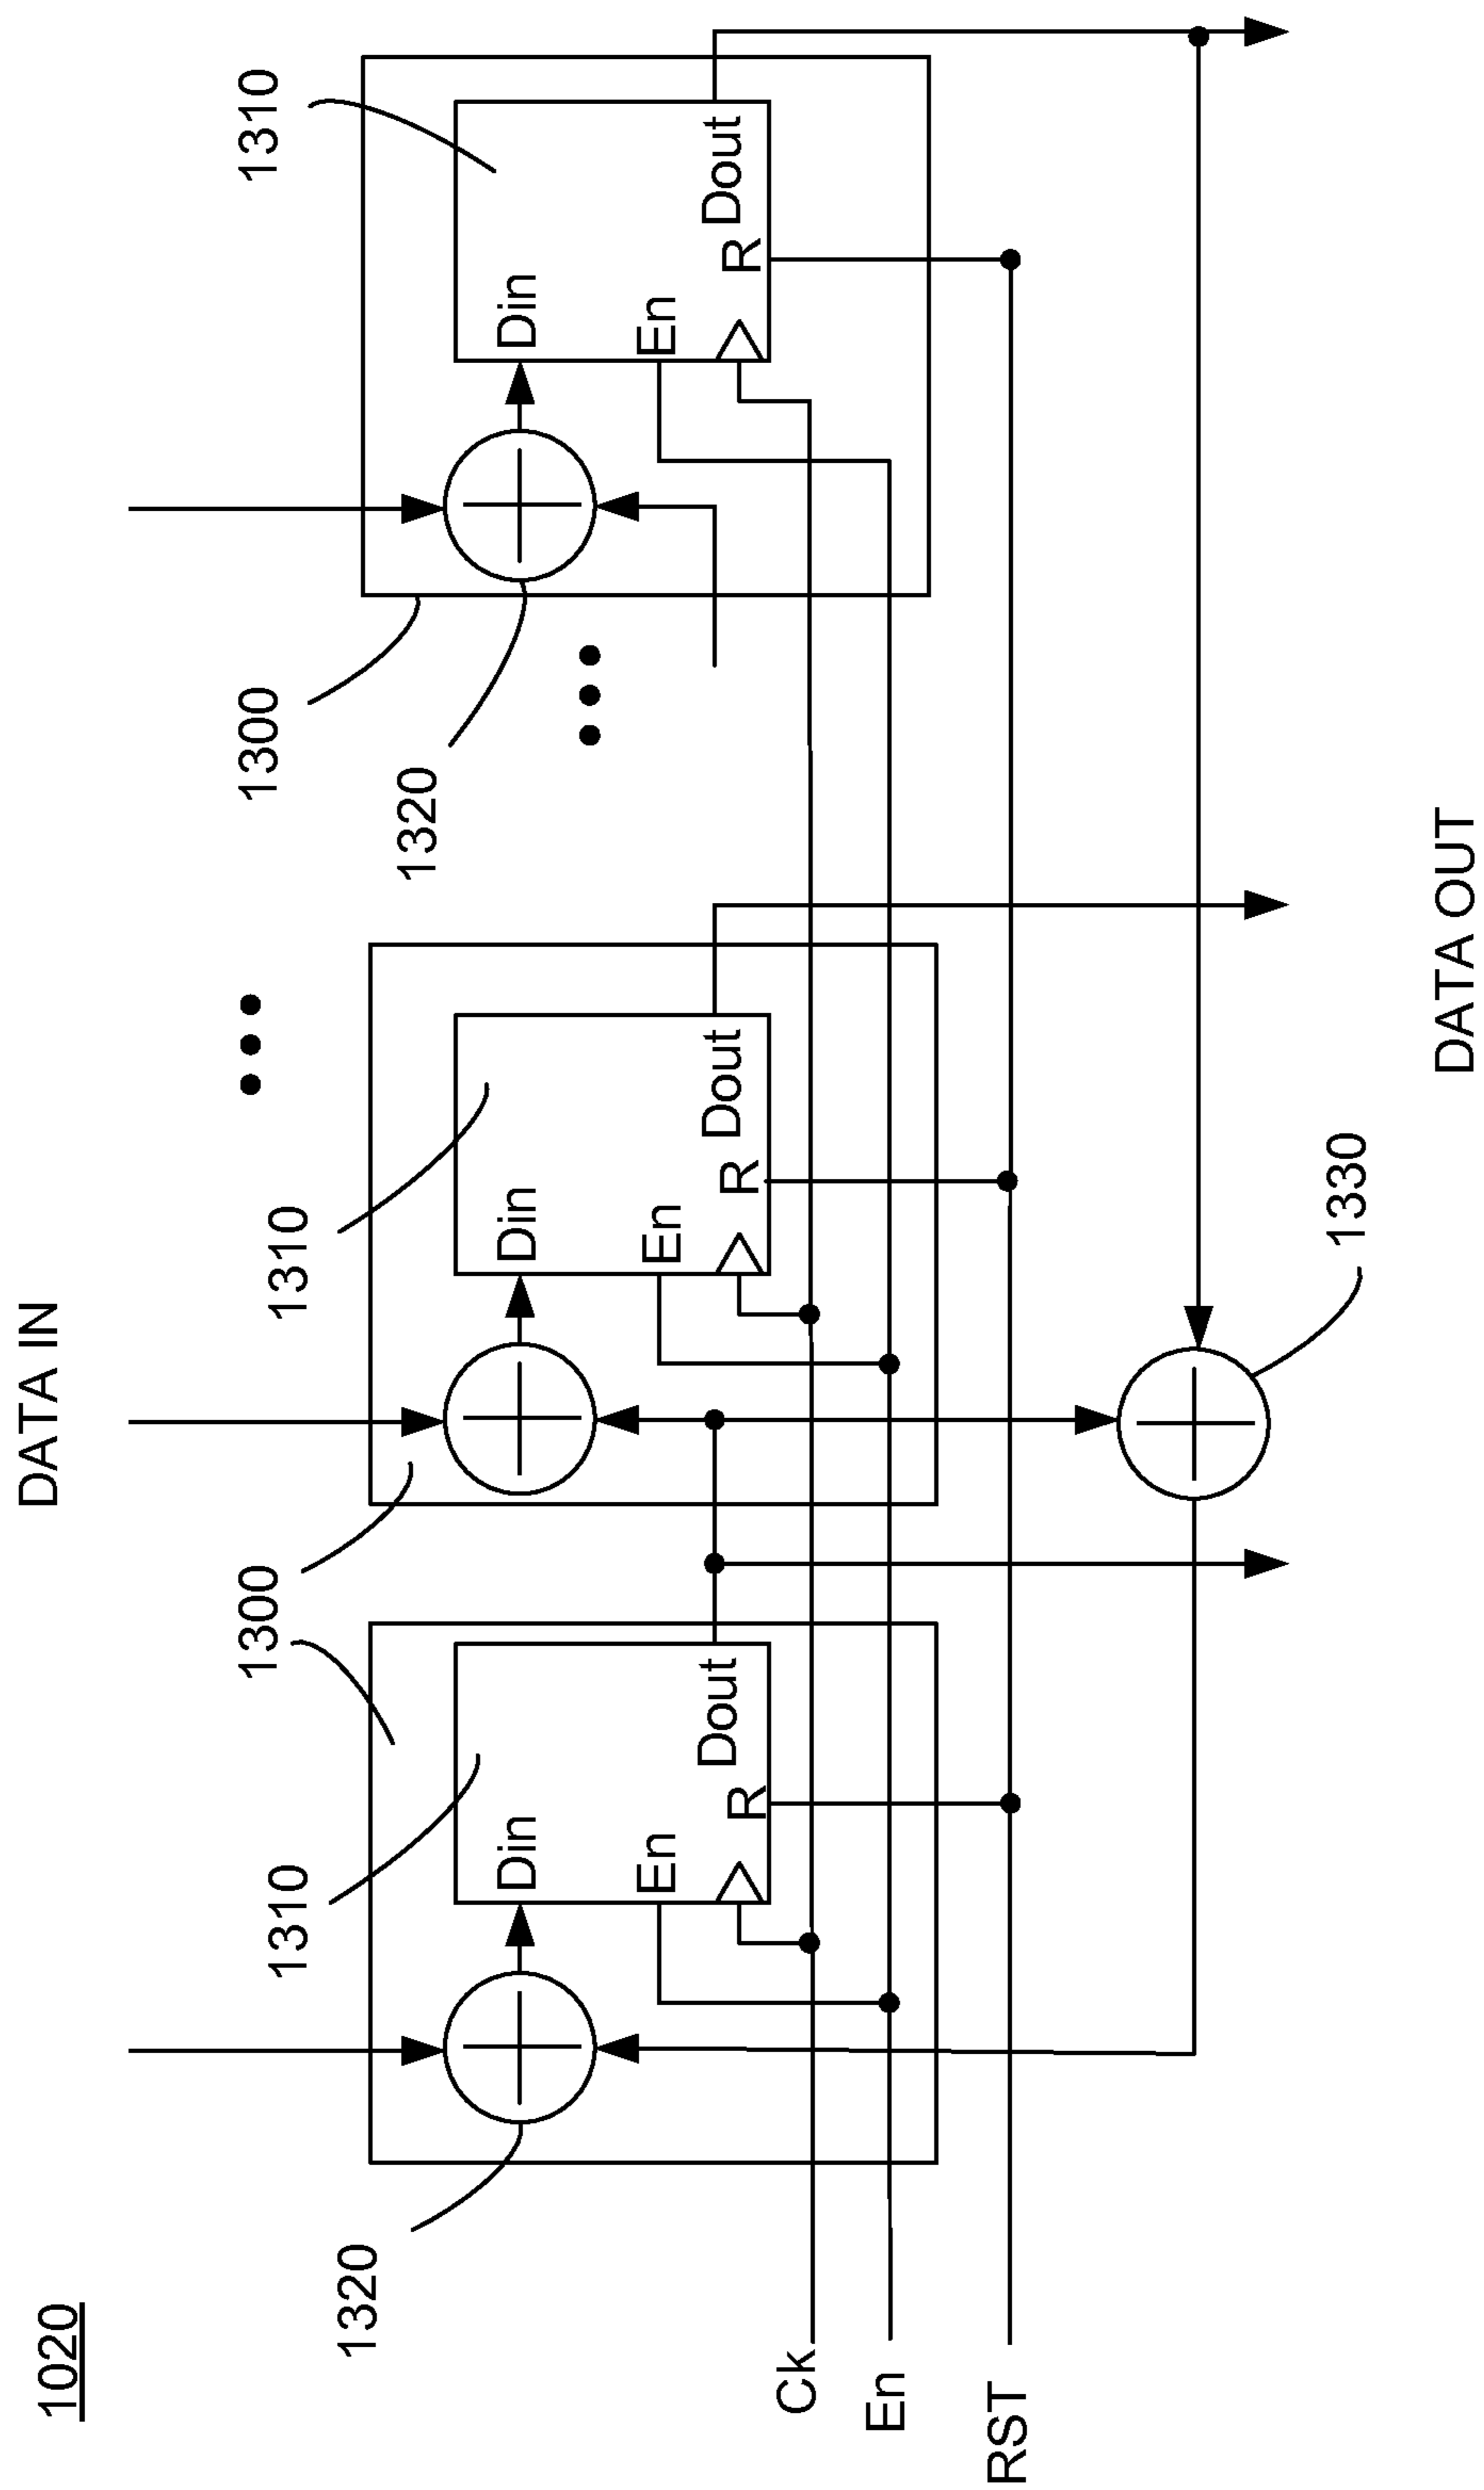 1020
DATA IN
1320
1310
1300
1300
1310
1300
1320
1310
Din
En
R
Dout
Din
En
R
Dout
Din
En
R
Dout
Ck
En
RST
1330
DATA OUT